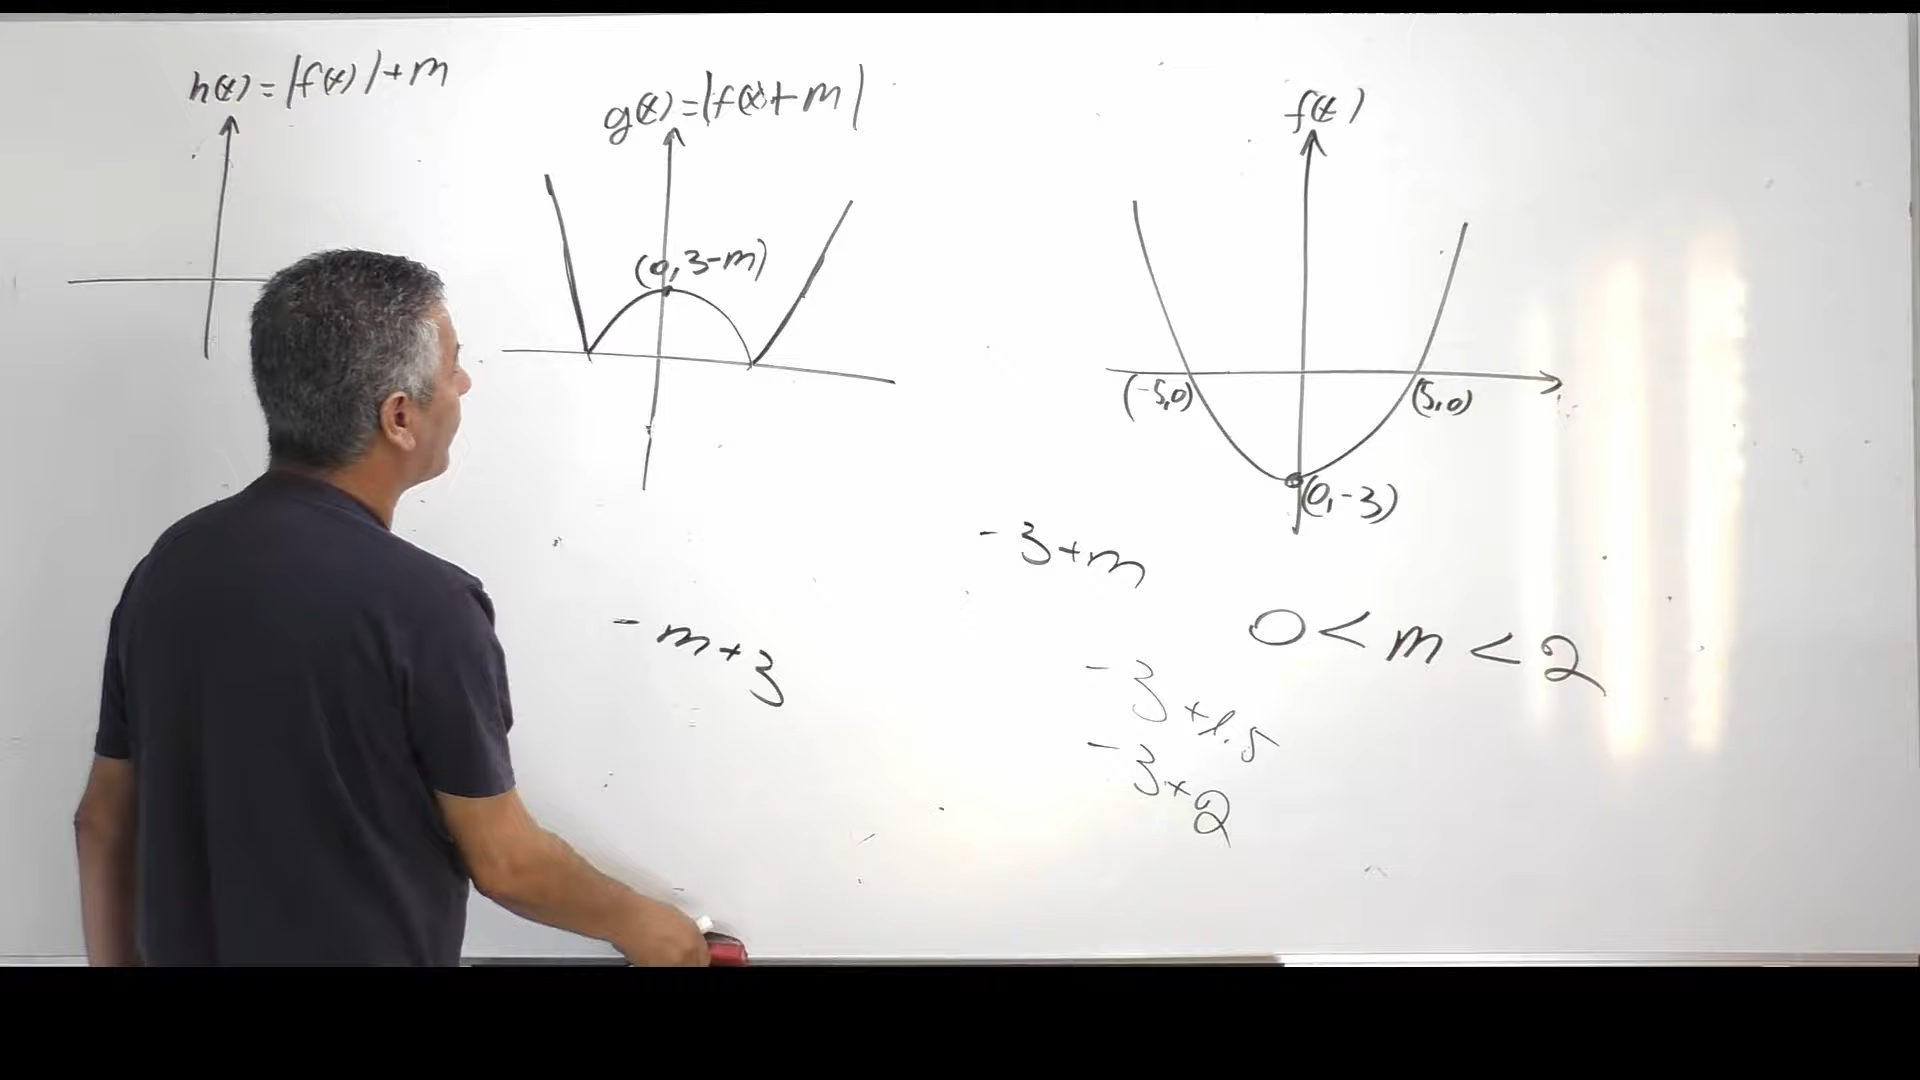 h(x) = |f(x)| + m
g(x) = |f(x) + m|
(0, 3-m)
f(x)
(-5,0)
(5,0)
(0,-3)
-3+m
-m+3
0 < m < 2
-3+1.5
-3+2